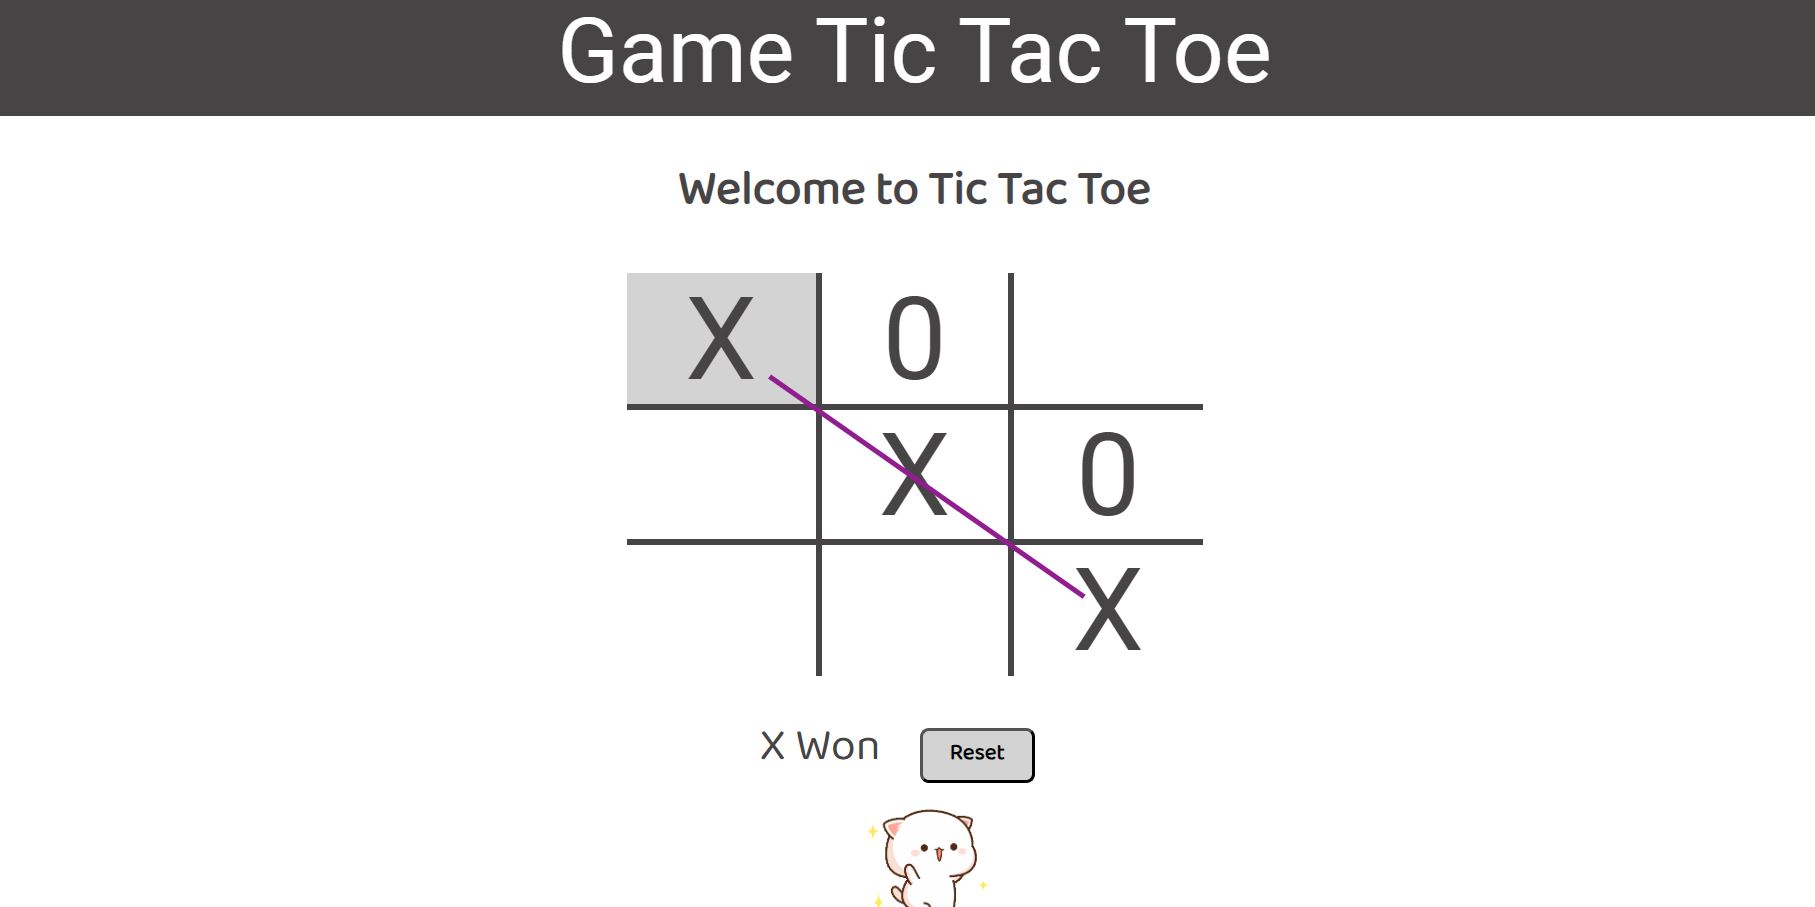 Game Tic Tac Toe
Welcome to Tic Tac Toe
X 0
X 0
X
X Won Reset